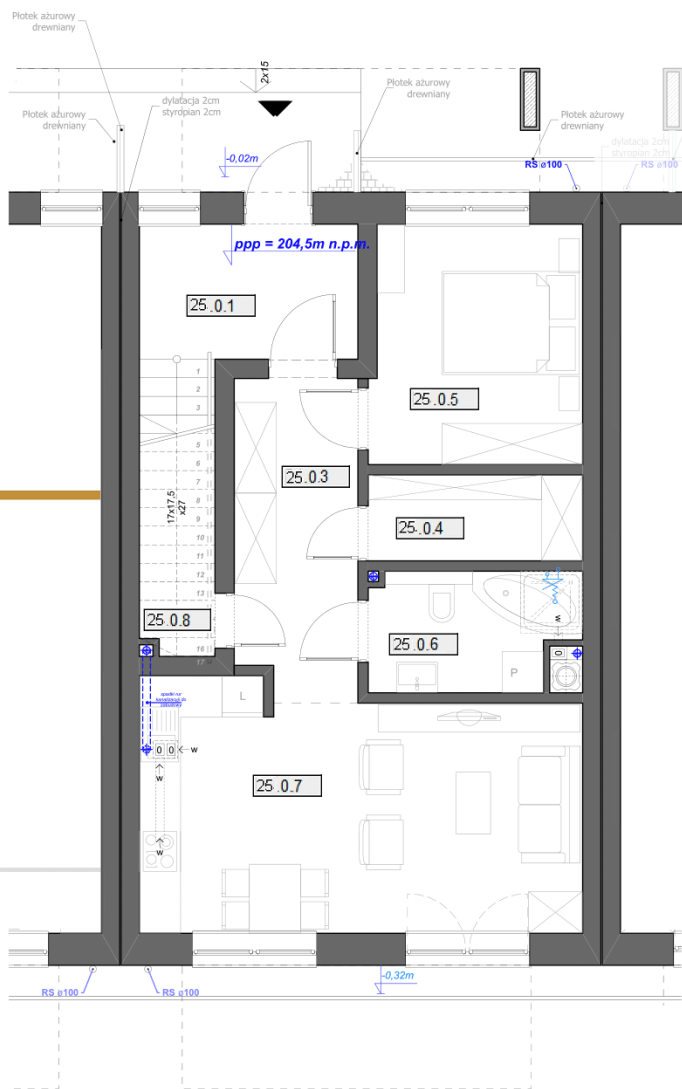 Płotek ażurowy
drewniany
2x15
Płotek ażurowy
drewniany
dylatacja 2cm
styropian 2cm
Płotek ażurowy
drewniany
Płotek ażurowy
drewniany
dylatacja 2cm
styropian 2cm
-0,02m
RS ø100
RS ø100
ppp = 204,5m n.p.m.
25.0.1
1
2
3
25.0.5
5
6
7
8
9
10
11
12
13
16
17
17x17,5
x27
25.0.3
25.0.4
25.0.8
25.0.6
P
w
L
w
w
w
25.0.7
-0,32m
RS ø100
RS ø100